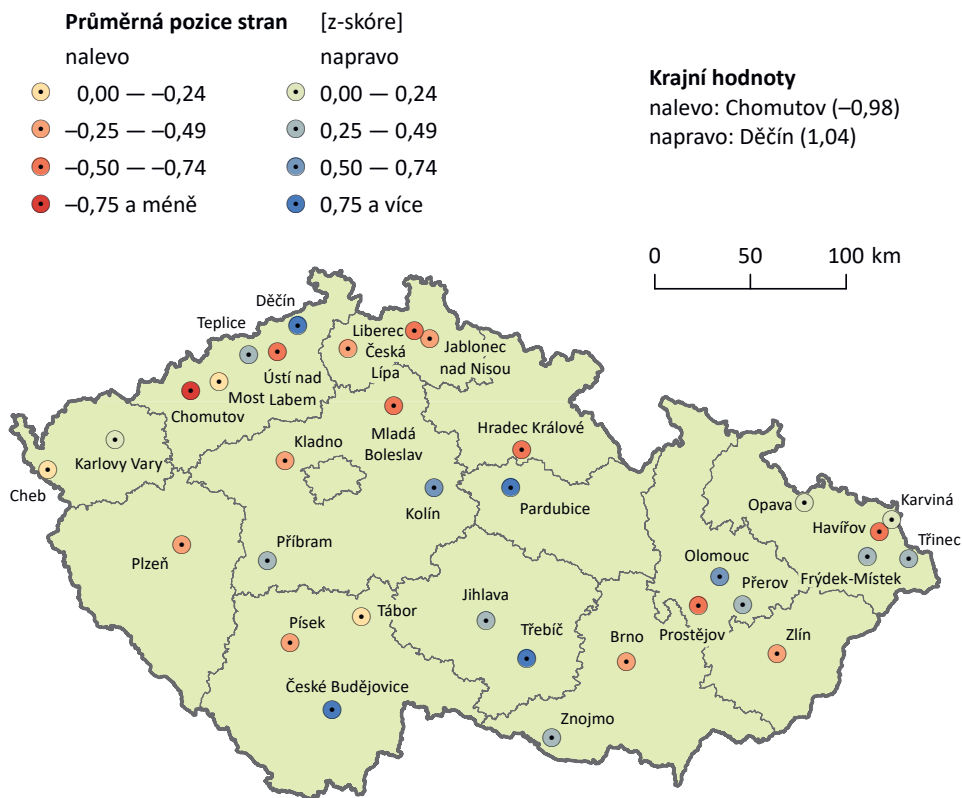 Průměrná pozice stran [z-skóre]
nalevo napravo
0,00 — –0,24 0,00 — 0,24
–0,25 — –0,49 0,25 — 0,49
–0,50 — –0,74 0,50 — 0,74
–0,75 a méně 0,75 a více
Krajní hodnoty
nalevo: Chomutov (–0,98)
napravo: Děčín (1,04)
0 50 100 km
Děčín
Teplice
Liberec
Česká
Lípa
Jablonec
nad Nisou
Ústí nad
Labem
Most
Chomutov
Mladá
Boleslav
Hradec Králové
Kladno
Karlovy Vary
Cheb
Kolín
Pardubice
Opava
Karviná
Havířov
Třinec
Frýdek-Místek
Plzeň
Příbram
Olomouc
Přerov
Jihlava
Tábor
Písek
Třebíč
Brno
Prostějov
Zlín
České Budějovice
Znojmo